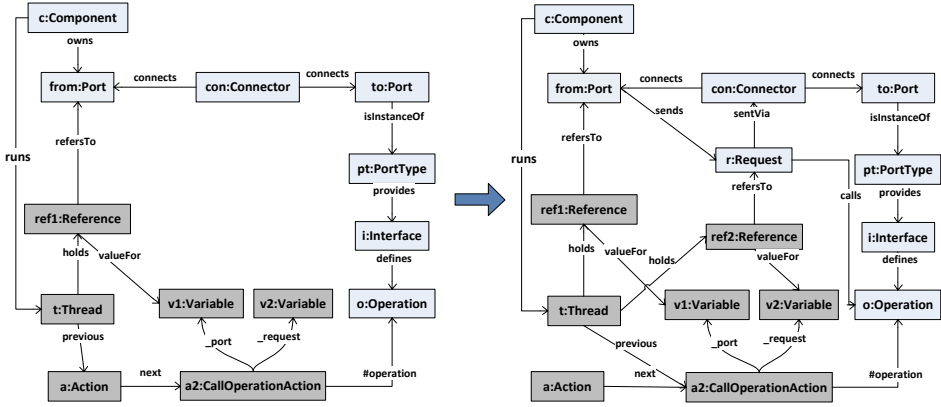 c:Component
owns
from:Port
connects
con:Connector
connects
to:Port
isInstanceOf
refersTo
runs
pt:PortType
provides
ref1:Reference
i:Interface
holds
valueFor
defines
t:Thread
v1:Variable
v2:Variable
o:Operation
previous
_port
_request
#operation
a:Action
next
a2:CallOperationAction
c:Component
owns
from:Port
connects
con:Connector
connects
to:Port
sends
sentVia
isInstanceOf
refersTo
runs
r:Request
pt:PortType
refersTo
calls
provides
ref1:Reference
ref2:Reference
i:Interface
holds
valueFor
holds
valueFor
defines
t:Thread
v1:Variable
v2:Variable
o:Operation
previous
_port
_request
#operation
a:Action
next
a2:CallOperationAction